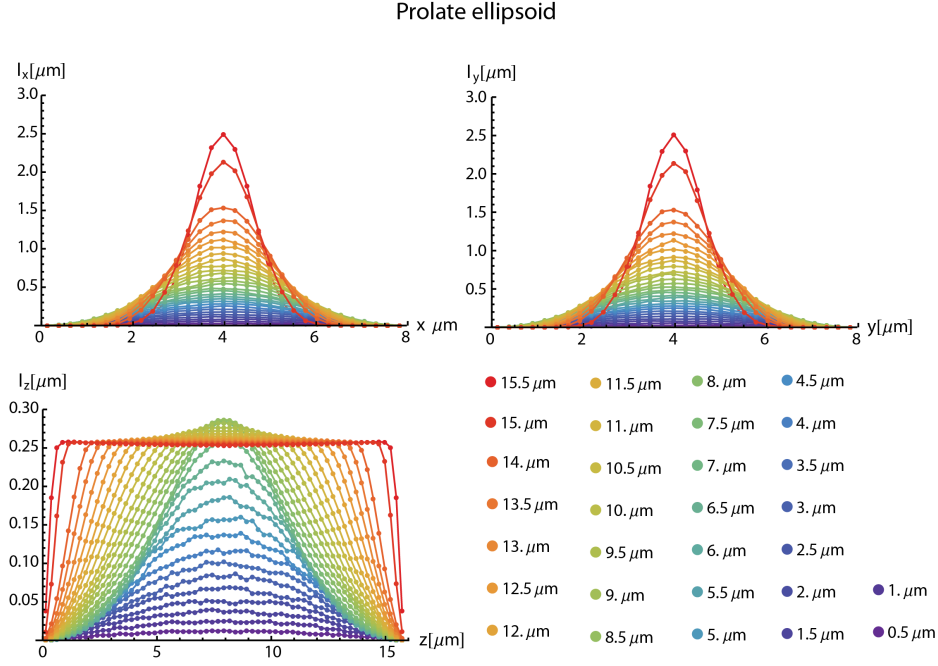 Prolate ellipsoid
Ix[μm]
3.0
2.5
2.0
1.5
1.0
0.5
0 2 4 6 8
x μm
Iy[μm]
3.0
2.5
2.0
1.5
1.0
0.5
0 2 4 6 8
y[μm]
Iz[μm]
0.30
0.25
0.20
0.15
0.10
0.05
0 5 10 15
z[μm]
15.5 μm
15. μm
14. μm
13.5 μm
13. μm
12.5 μm
12. μm
11.5 μm
11. μm
10.5 μm
10. μm
9.5 μm
9. μm
8.5 μm
8. μm
7.5 μm
7. μm
6.5 μm
6. μm
5.5 μm
5. μm
4.5 μm
4. μm
3.5 μm
3. μm
2.5 μm
2. μm
1.5 μm
1. μm
0.5 μm